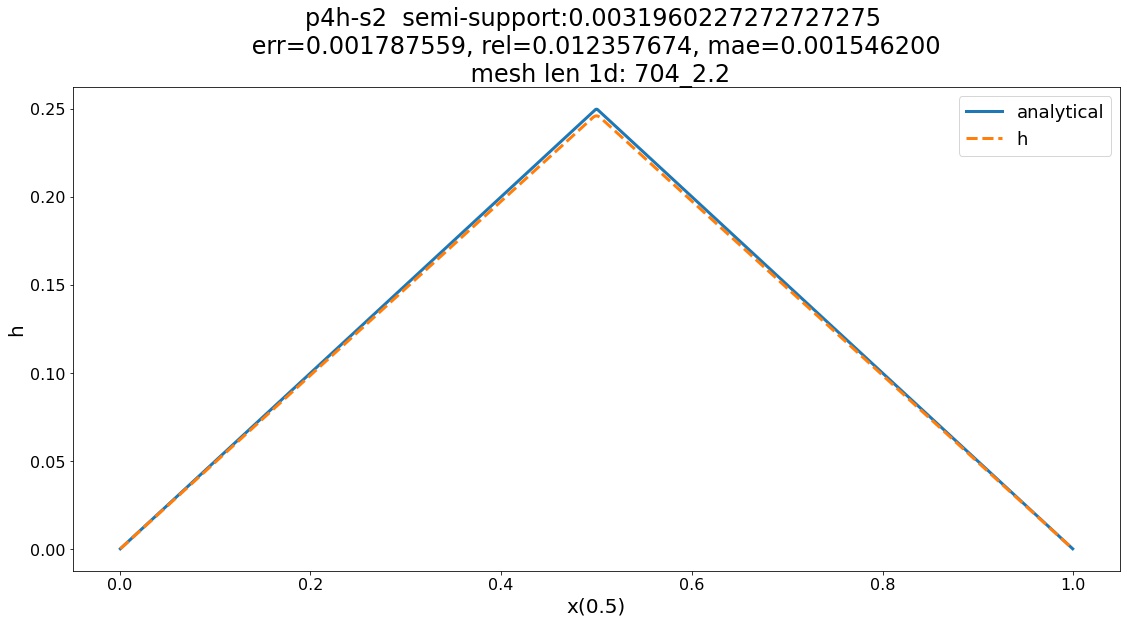 p4h-s2 semi-support:0.0031960227272727275
err=0.001787559, rel=0.012357674, mae=0.001546200
mesh len 1d: 704_2.2
analytical
h
0.25
0.20
0.15
0.10
0.05
0.00
h
0.0 0.2 0.4 0.6 0.8 1.0
x(0.5)